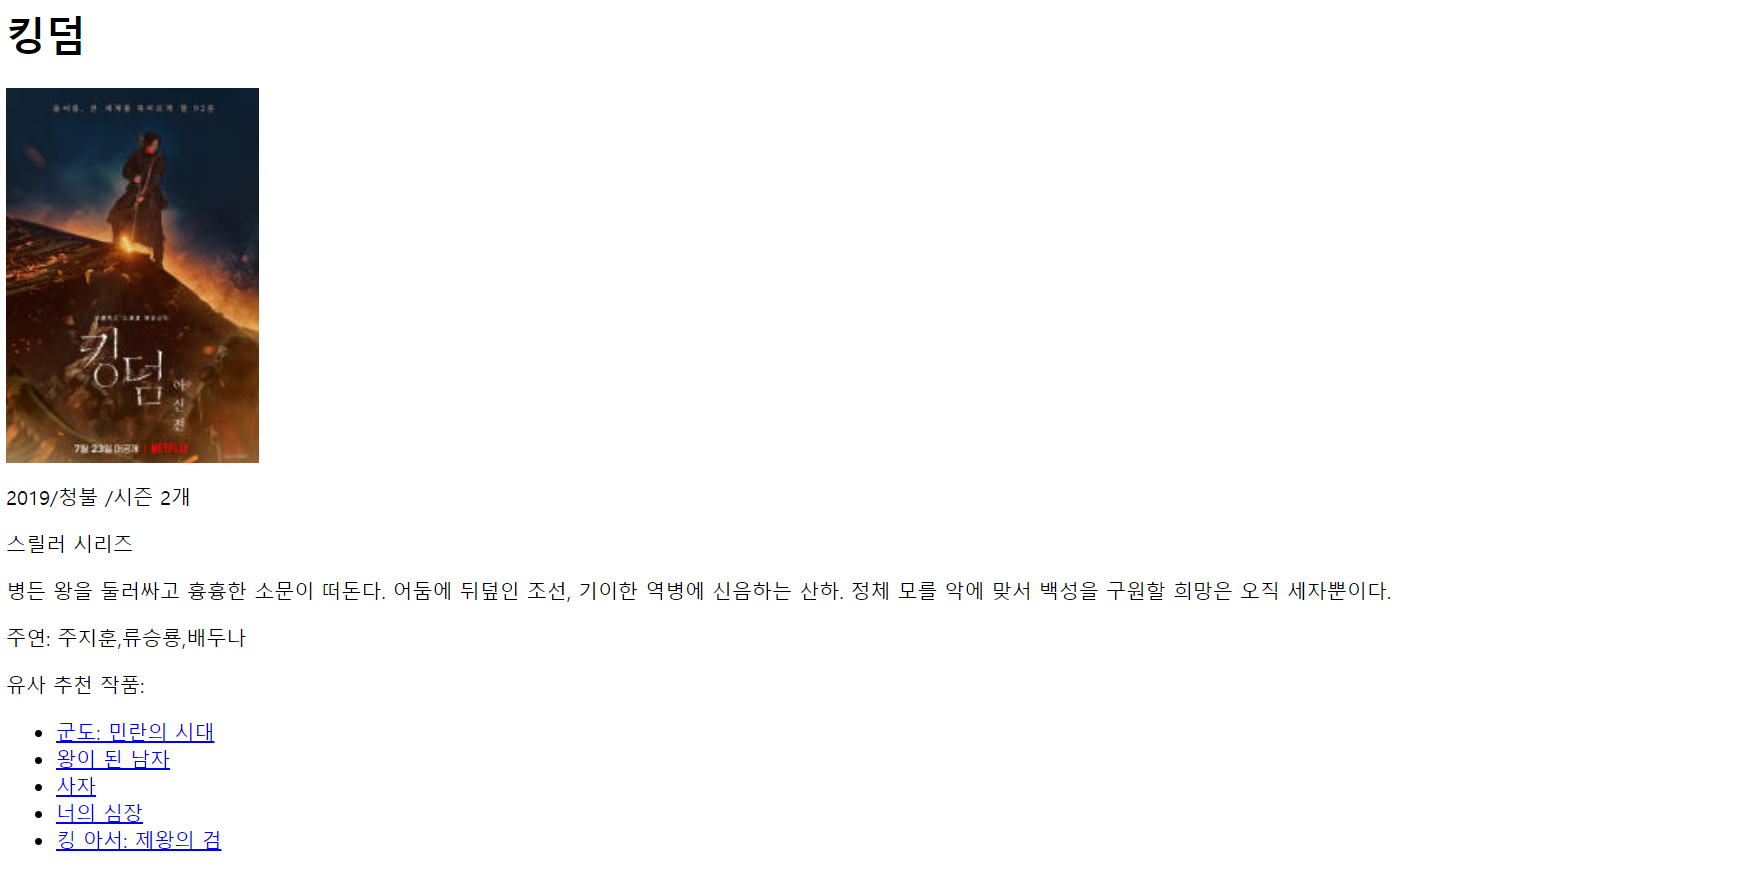 킹덤
킹덤
아
신
전
7월 23일 대공개 | NETFLIX
2019/청불 /시즌 2개
스릴러 시리즈
병든 왕을 둘러싸고 흉흉한 소문이 떠돈다. 어둠에 뒤덮인 조선, 기이한 역병에 신음하는 산하. 정체 모를 악에 맞서 백성을 구원할 희망은 오직 세자뿐이다.
주연: 주지훈,류승룡,배두나
유사 추천 작품:
군도: 민란의 시대
왕이 된 남자
사자
너의 심장
킹 아서: 제왕의 검